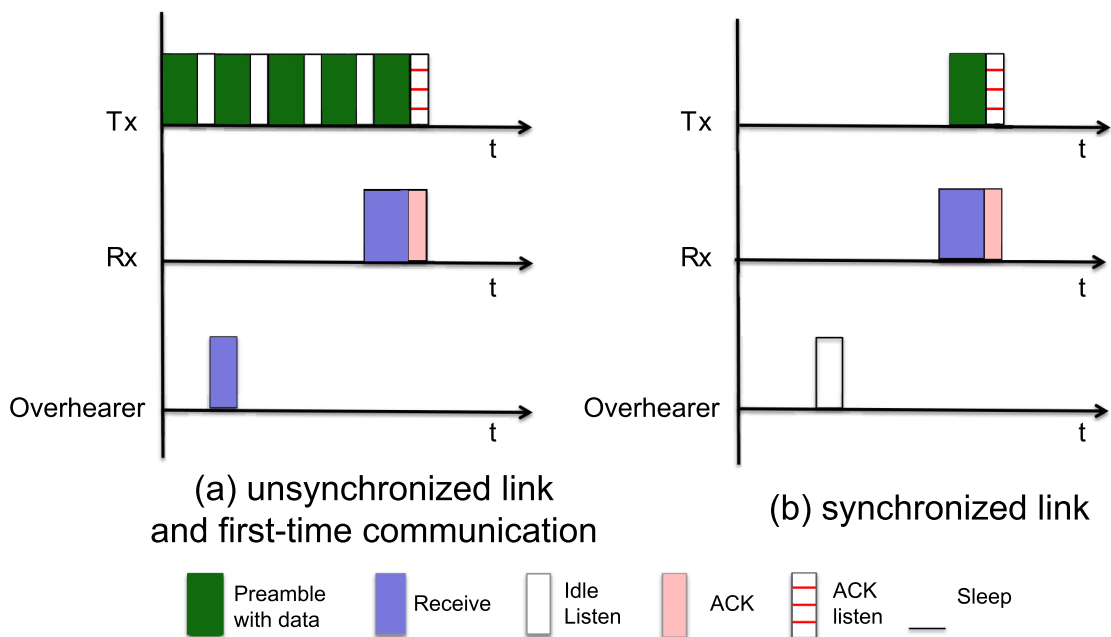 Tx
t
Rx
t
Overhearer
t
(a) unsynchronized link
and first-time communication
Tx
t
Rx
t
Overhearer
t
(b) synchronized link
Preamble
with data
Receive
Idle
Listen
ACK
ACK
listen
Sleep